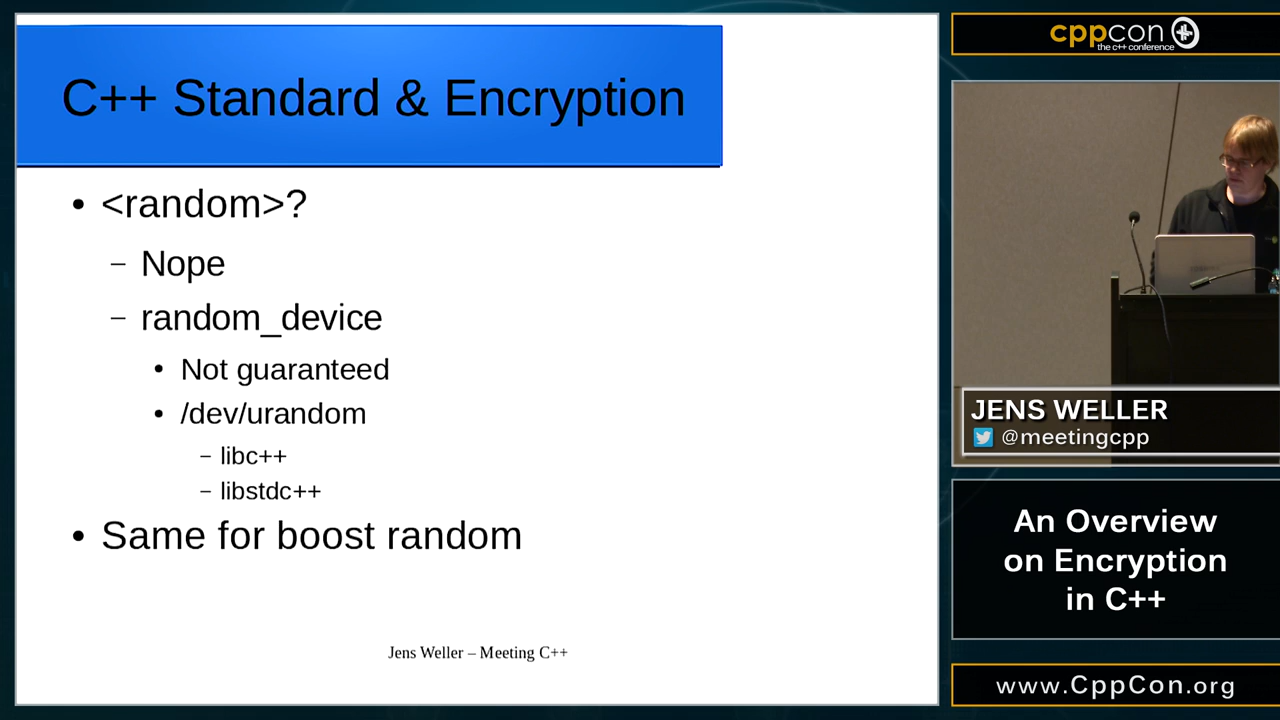 C++ Standard & Encryption
• <random>?
– Nope
– random_device
• Not guaranteed
• /dev/urandom
– libc++
– libstdc++
• Same for boost random
Jens Weller – Meeting C++
cppcon
the c++ conference
JENS WELLER
@meetingcpp
An Overview
on Encryption
in C++
www.CppCon.org